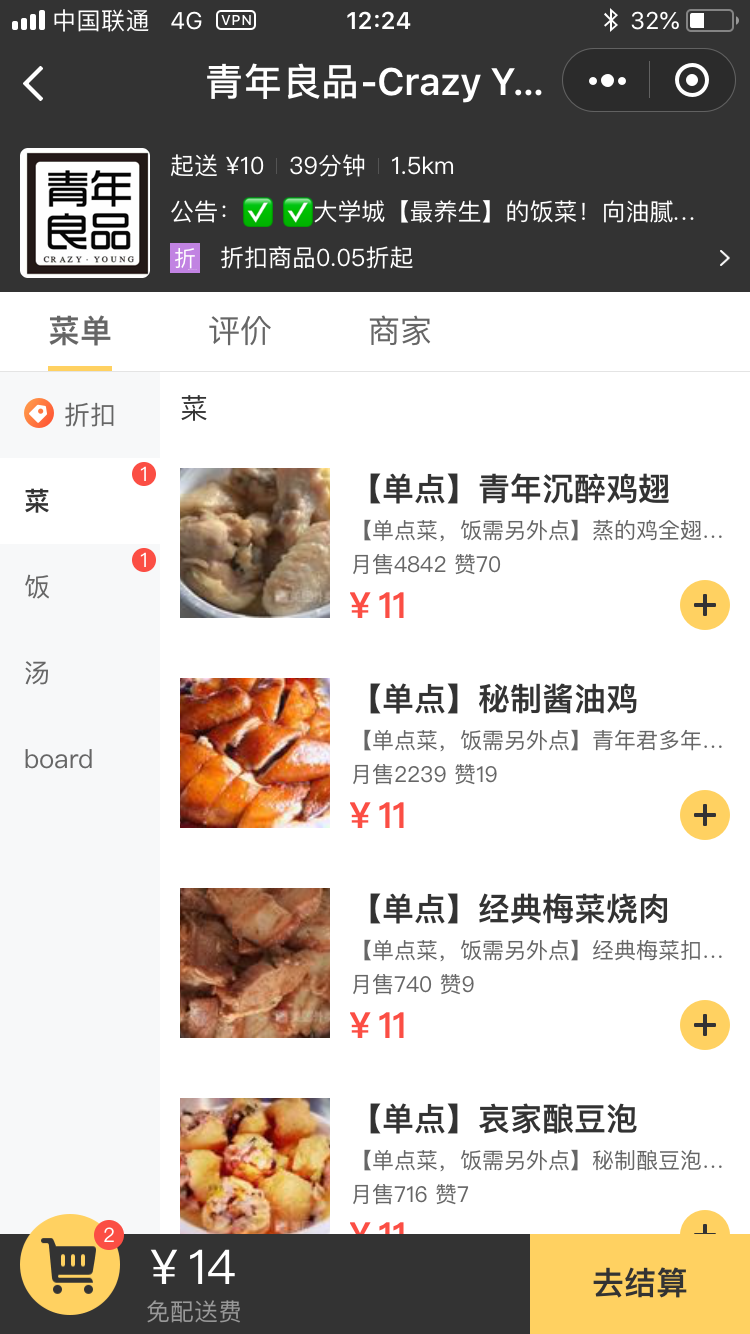 中国联通 4G VPN 12:24 32%
青年良品-Crazy Y...
青年
良品
CRAZY · YOUNG
起送 ¥10 39分钟 1.5km
公告：✅ ✅大学城【最养生】的饭菜！向油腻...
折 折扣商品0.05折起
菜单 评价 商家
折扣
菜 1
饭 1
汤
board
菜
【单点】青年沉醉鸡翅
【单点菜，饭需另外点】蒸的鸡全翅...
月售4842 赞70
¥ 11
【单点】秘制酱油鸡
【单点菜，饭需另外点】青年君多年...
月售2239 赞19
¥ 11
【单点】经典梅菜烧肉
【单点菜，饭需另外点】经典梅菜扣...
月售740 赞9
¥ 11
【单点】哀家酿豆泡
【单点菜，饭需另外点】秘制酿豆泡...
月售716 赞7
¥ 11
2
¥ 14
免配送费
去结算